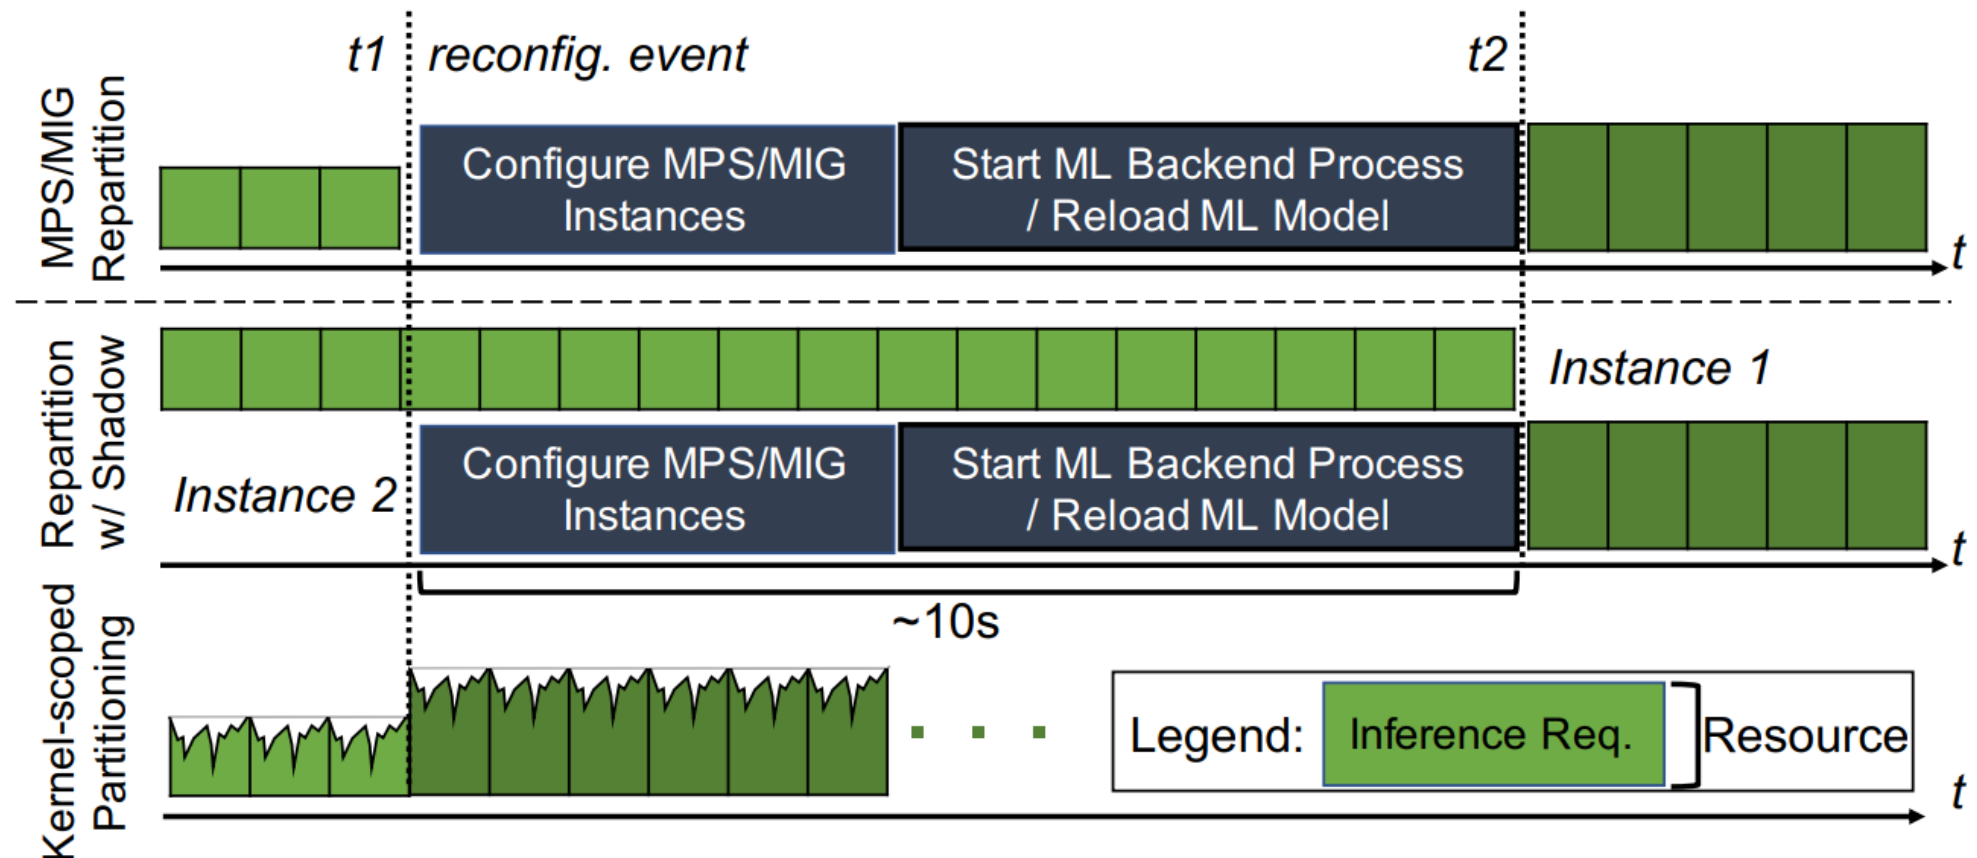 t1
reconfig. event
t2
MPS/MIG
Repartition
Configure MPS/MIG
Instances
Start ML Backend Process
/ Reload ML Model
t
Repartition
w/ Shadow
Instance 1
Instance 2
Configure MPS/MIG
Instances
Start ML Backend Process
/ Reload ML Model
t
~10s
Kernel-scoped
Partitioning
Legend:
Inference Req.
Resource
t